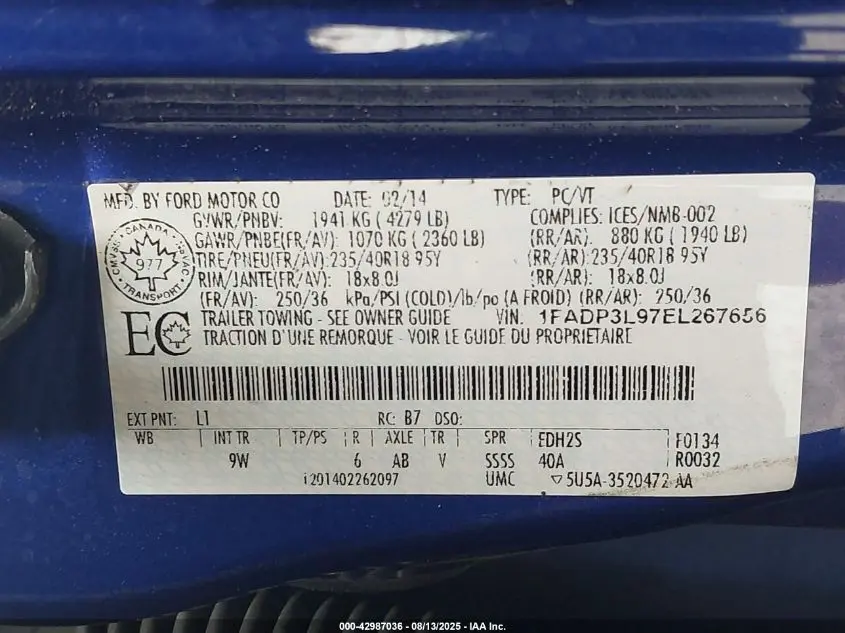 MFD. BY FORD MOTOR CO DATE: 02/14 TYPE: PC/VT
GVWR/PNBV: 1941 KG ( 4279 LB) COMPLIES: ICES/NMB-002
GAWR/PNBE(FR/AV): 1070 KG ( 2360 LB) (RR/AR): 880 KG ( 1940 LB)
TIRE/PNEU(FR/AV): 235/40R18 95Y (RR/AR): 235/40R18 95Y
RIM/JANTE(FR/AV): 18x8.0J (RR/AR): 18x8.0J
(FR/AV): 250/36 kPa/PSI (COLD)/lb/po (A FROID) (RR/AR): 250/36
TRAILER TOWING - SEE OWNER GUIDE VIN: 1FADP3L97EL267656
TRACTION D'UNE REMORQUE - VOIR LE GUIDE DU PROPRIETAIRE
CANADA
977
TRANSPORT
EC
EXT PNT: L1 RC: B7 DSO:
WB INT TR TP/PS R AXLE TR SPR EDH2S F0134
9W 6 AB V SSSS 40A R0032
i201402262097 UMC ▽5U5A-3520472 AA
000-42987036 - 08/13/2025 - IAA Inc.